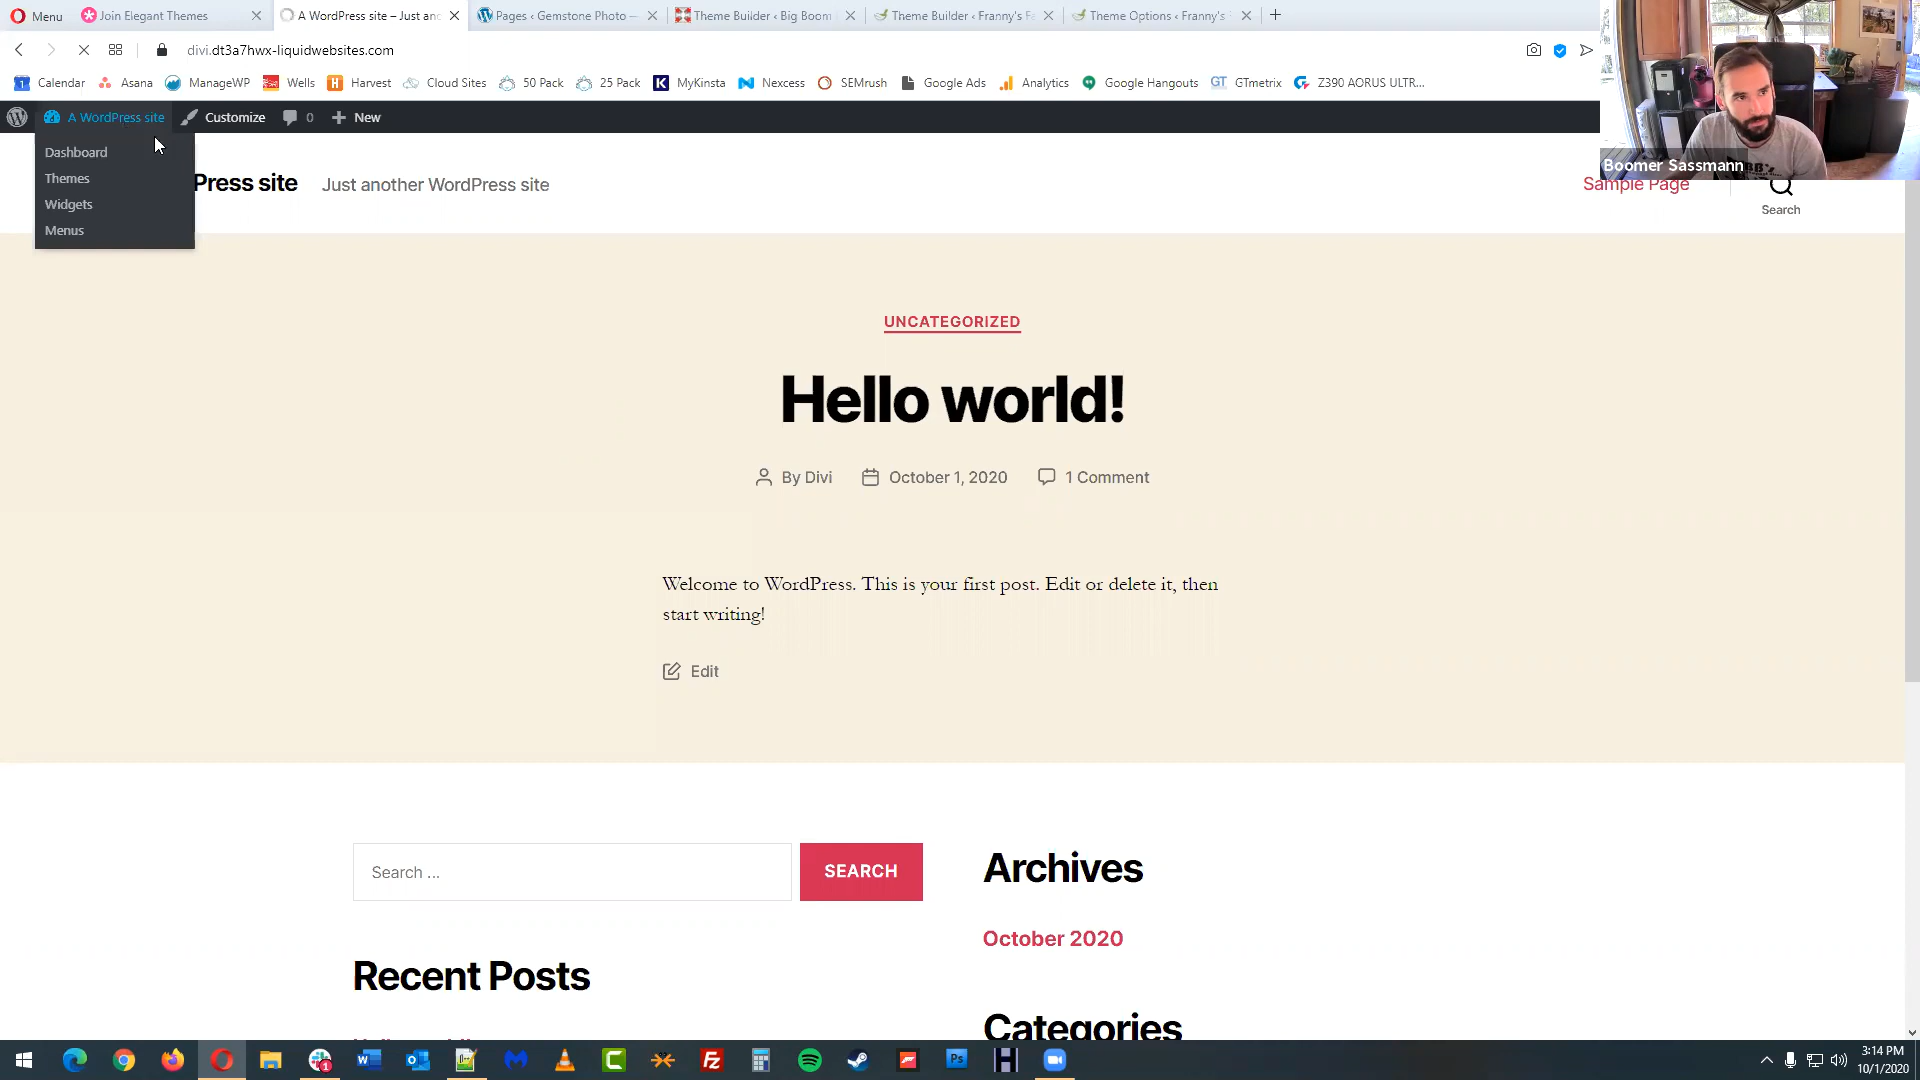 Menu
Join Elegant Themes
A WordPress site – Just an
Pages ‹ Gemstone Photo —
Theme Builder ‹ Big Boom
Theme Builder ‹ Franny's F
Theme Options ‹ Franny's
divi.dt3a7hwx-liquidwebsites.com
Calendar
Asana
ManageWP
Wells
Harvest
Cloud Sites
50 Pack
25 Pack
MyKinsta
Nexcess
SEMrush
Google Ads
Analytics
Google Hangouts
GTmetrix
Z390 AORUS ULTR...
A WordPress site
Customize
0
New
Dashboard
Themes
Widgets
Menus
Press site
Just another WordPress site
Boomer Sassmann
Sample Page
Search
UNCATEGORIZED
Hello world!
By Divi
October 1, 2020
1 Comment
Welcome to WordPress. This is your first post. Edit or delete it, then
start writing!
Edit
Search ...
SEARCH
Archives
October 2020
Recent Posts
Categories
3:14 PM
10/1/2020